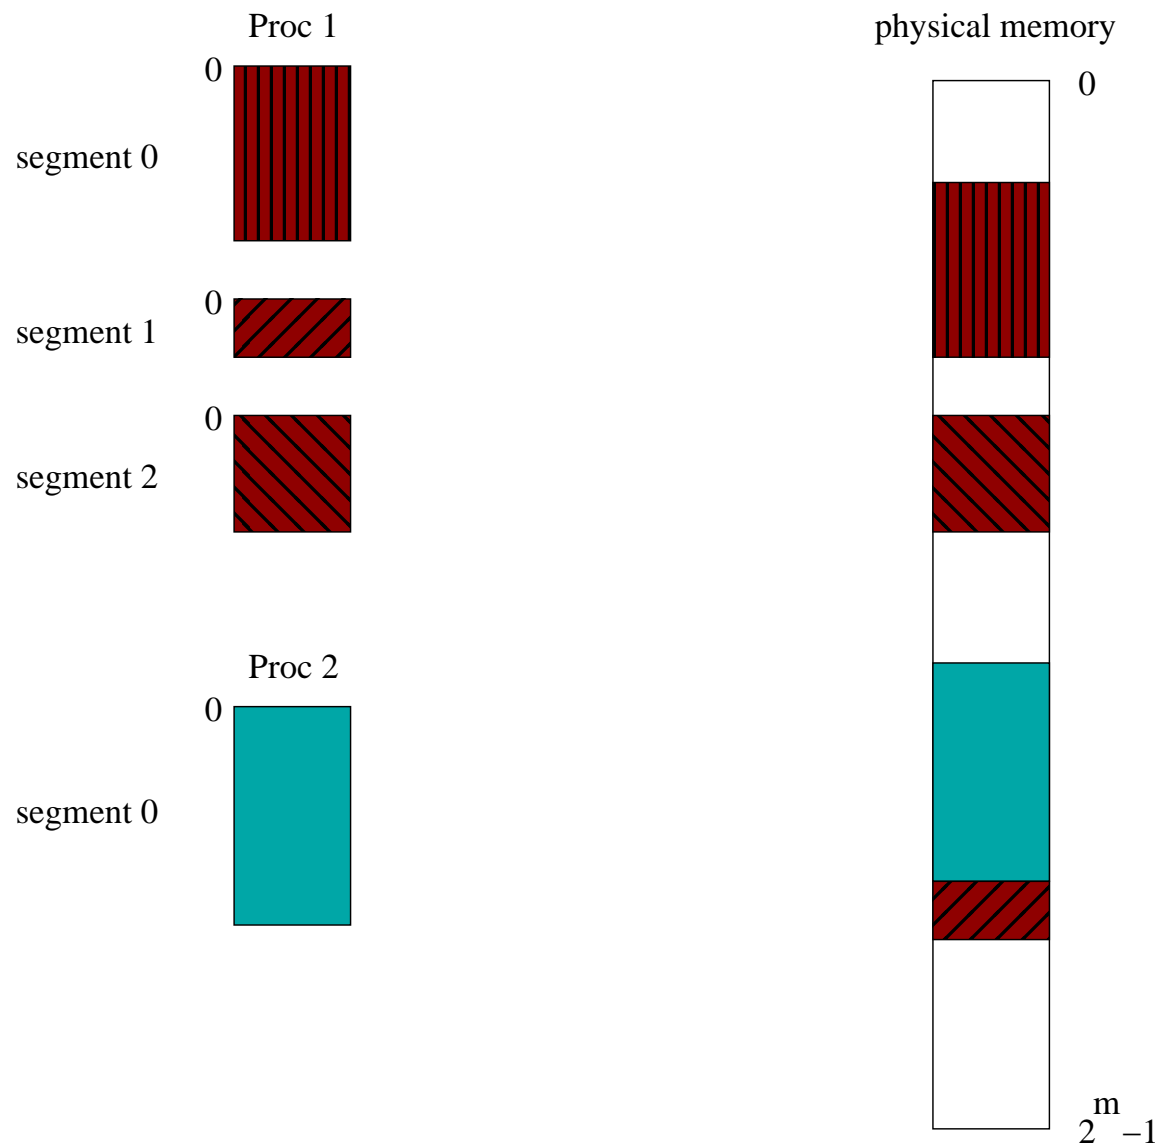 Proc 1
physical memory
0
0
segment 0
0
segment 1
0
segment 2
Proc 2
0
segment 0
2^m −1